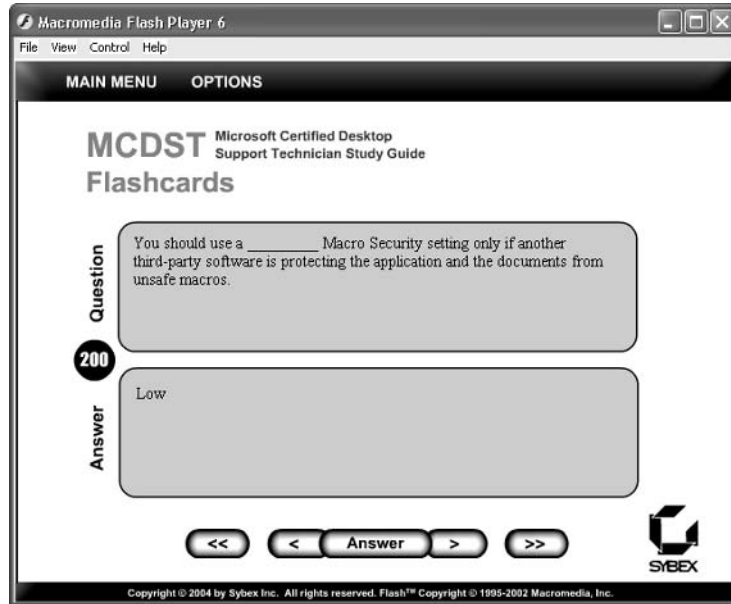 Macromedia Flash Player 6
File View Control Help
MAIN MENU OPTIONS
MCDST Microsoft Certified Desktop
Support Technician Study Guide
Flashcards
Question
You should use a _________ Macro Security setting only if another
third-party software is protecting the application and the documents from
unsafe macros.
200
Answer
Low
<< < Answer > >>
SYBEX
Copyright © 2004 by Sybex Inc. All rights reserved. Flash™ Copyright © 1995-2002 Macromedia, Inc.